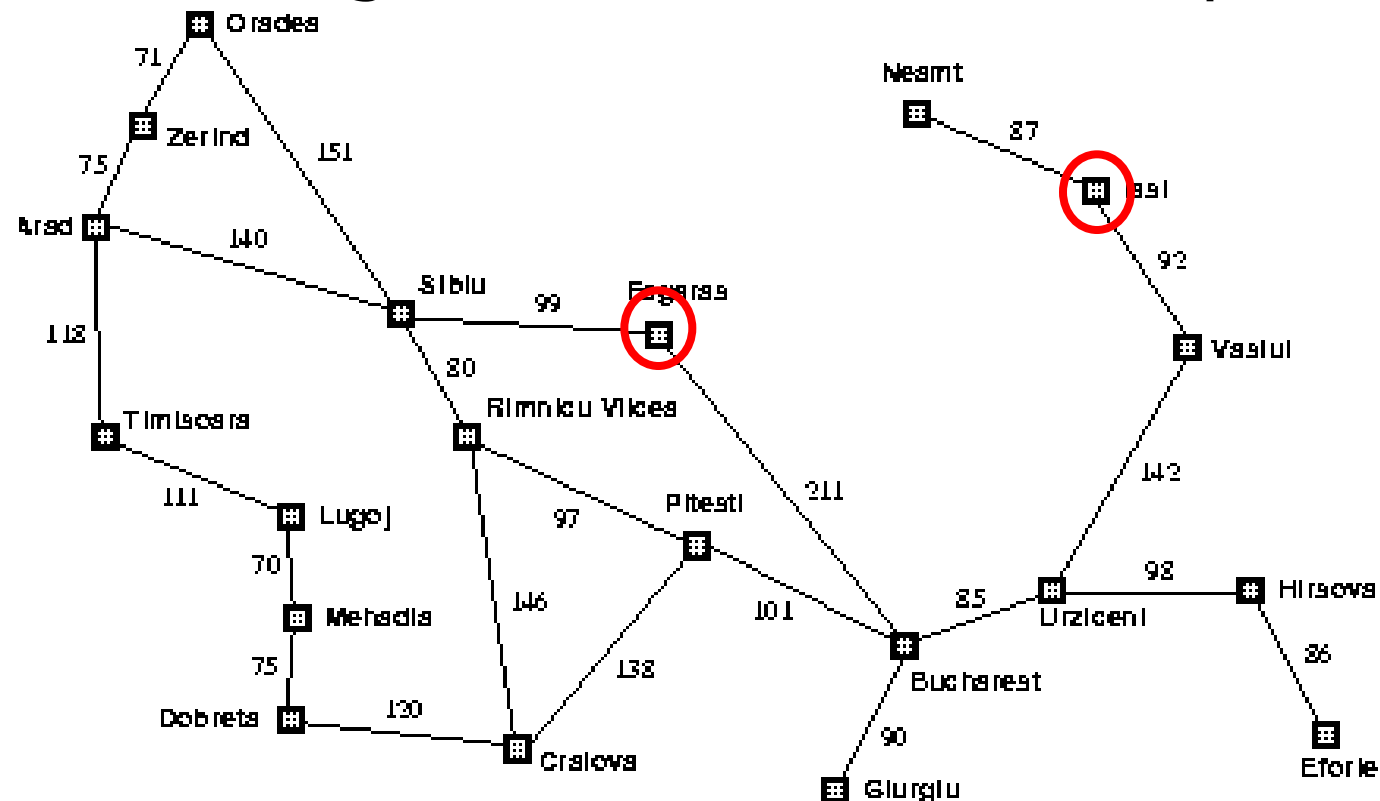 Oradea
71
Neamt
87
Zerind
151
75
Iasi
Arad
140
92
Sibiu
Fagaras
99
118
Vaslui
80
Rimnicu Vilcea
Timisoara
142
111
211
Pitesti
Lugoj
97
70
98
146
85
Hirsova
101
Mehadia
Urziceni
86
75
138
Bucharest
Dobreta
120
90
Craiova
Eforie
Giurgiu